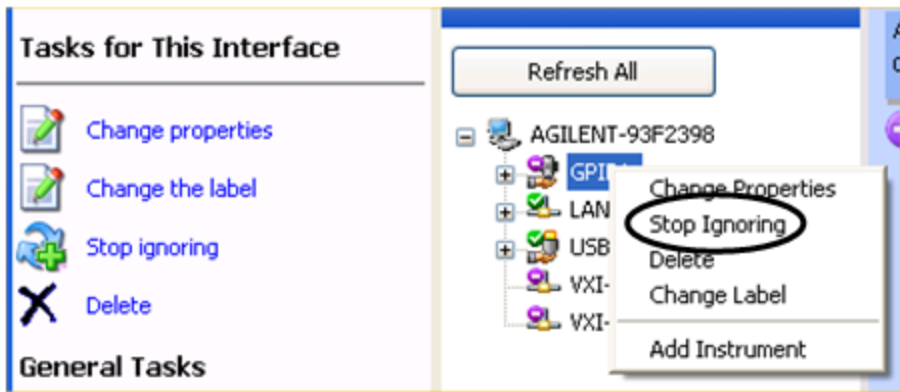 Tasks for This Interface
Change properties
Change the label
Stop ignoring
Delete
General Tasks
Refresh All
AGILENT-93F2398
LAN
USB
VXI-
VXI-
Change Properties
Stop Ignoring
Delete
Change Label
Add Instrument